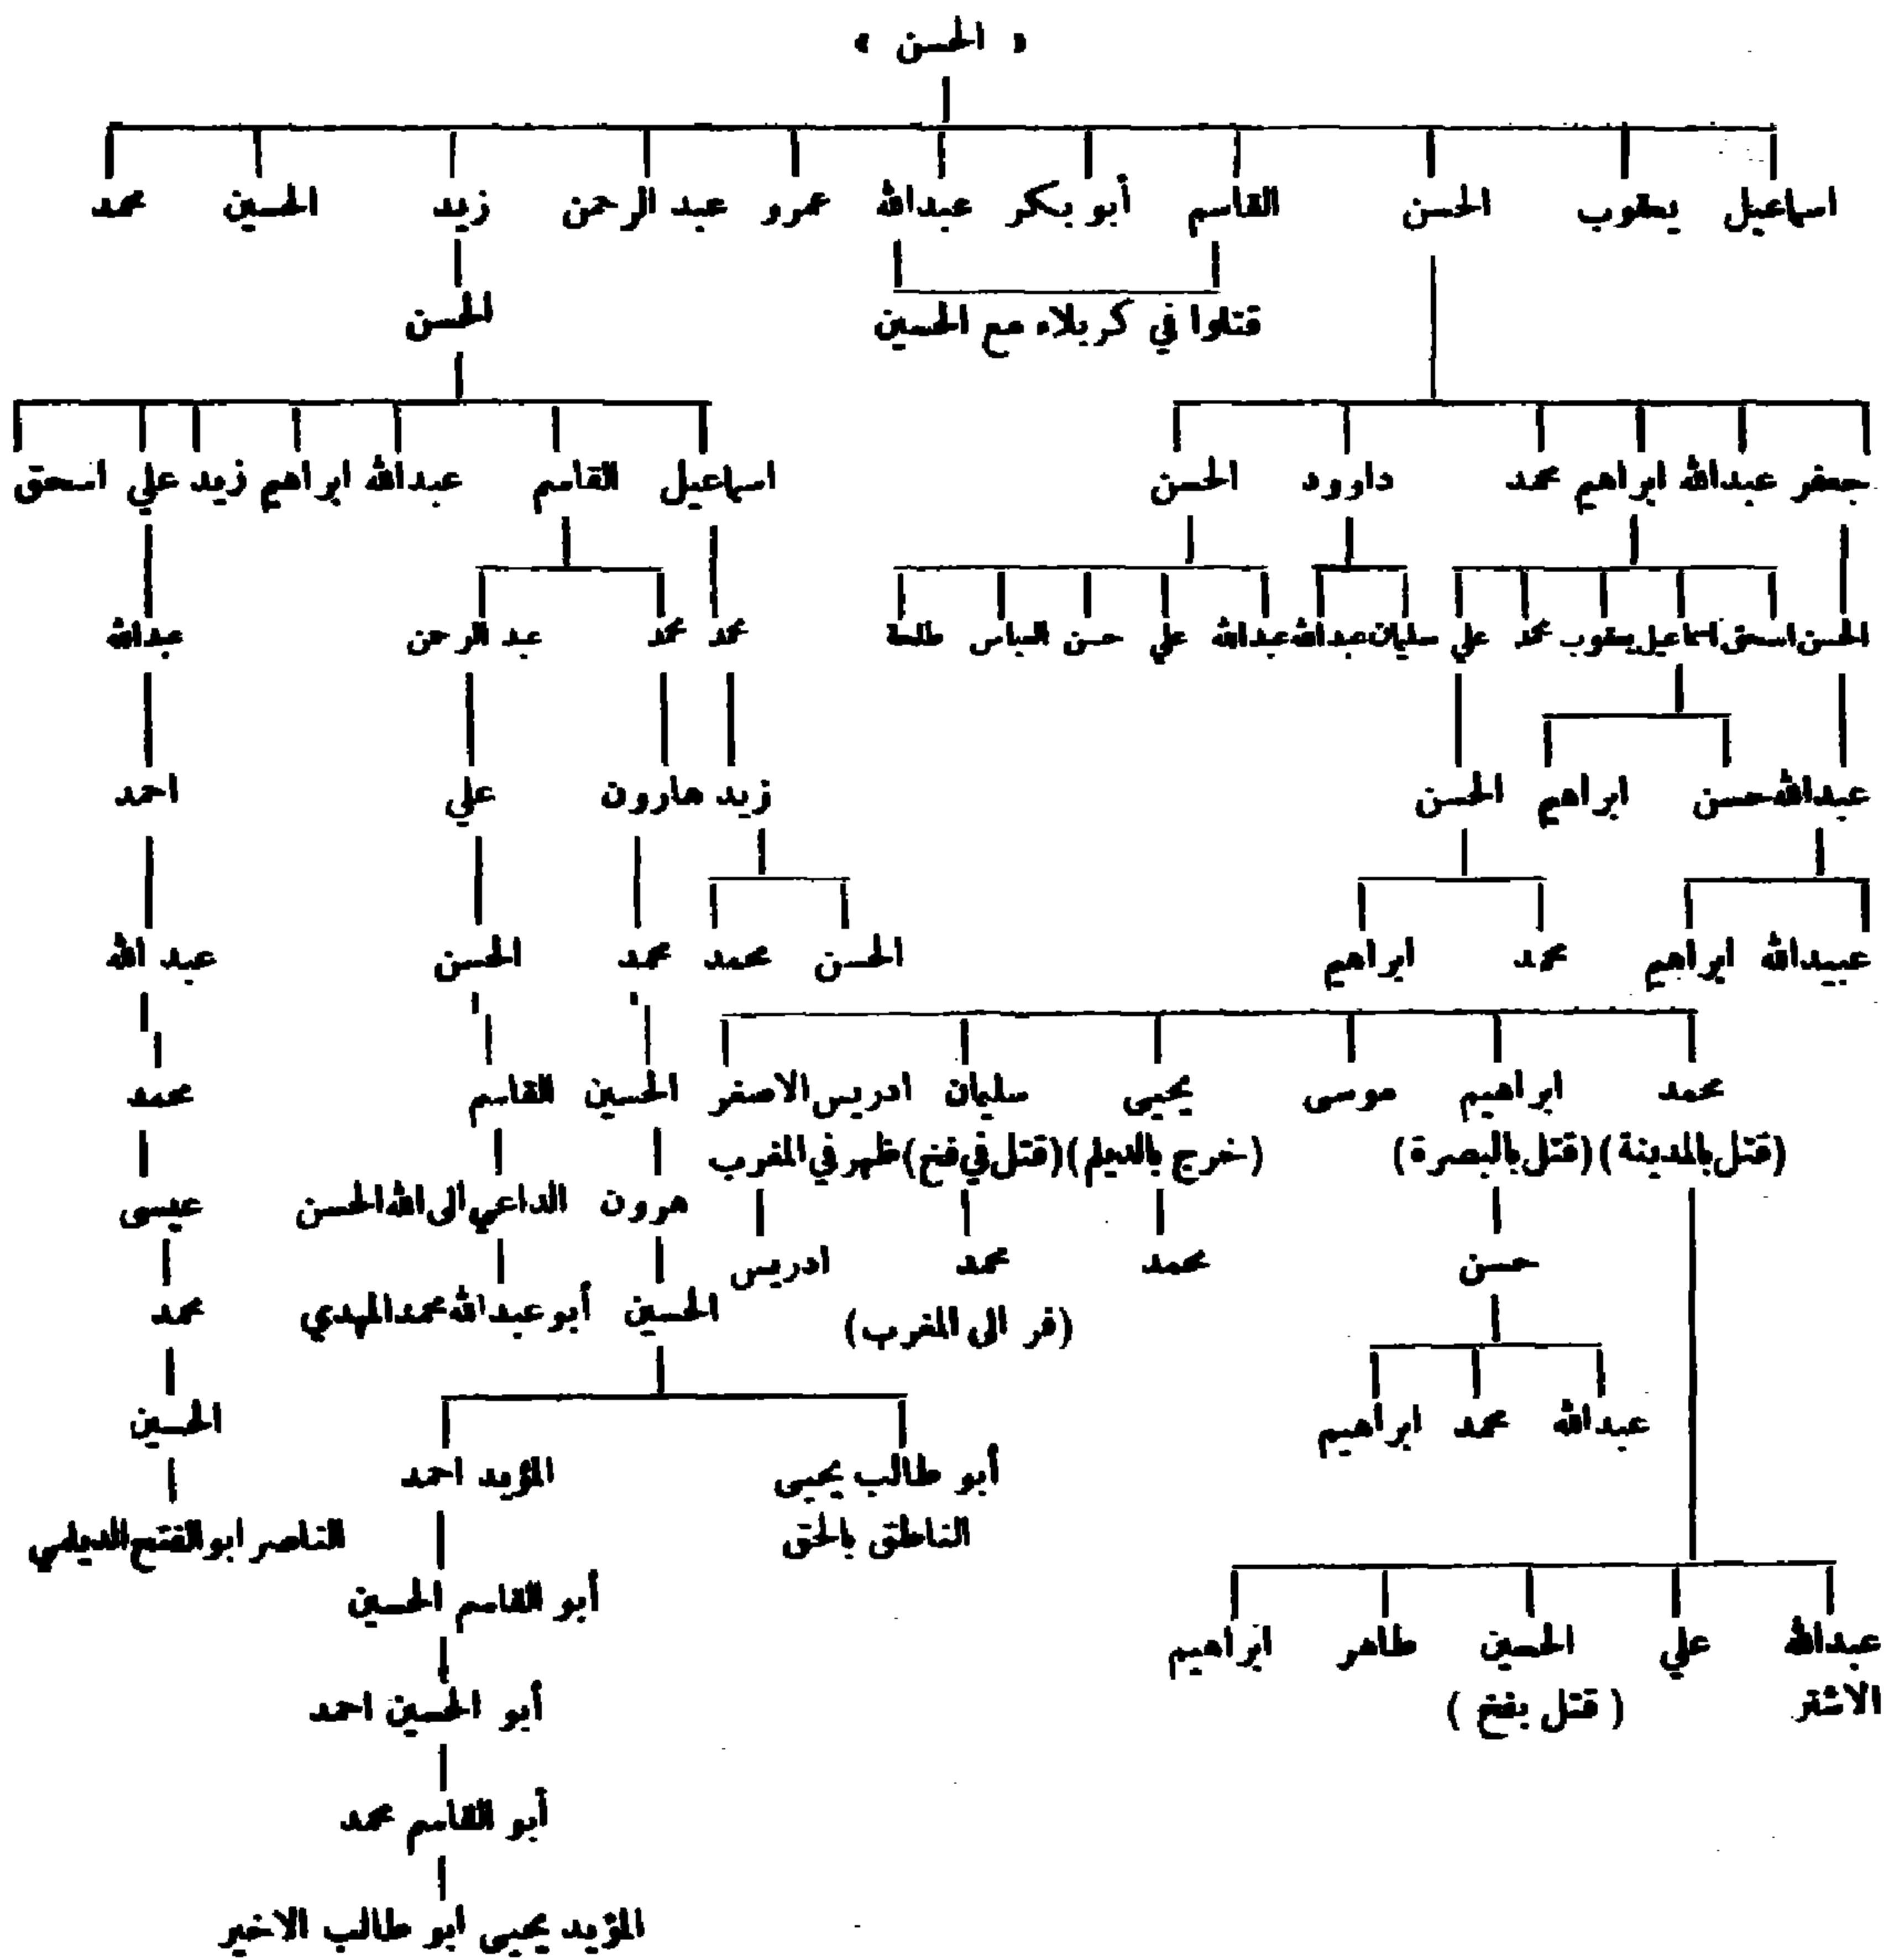 « الحسن »
اسماعيل يعقوب الحسن القاسم أبو بكر عبدالله عمرو عبد الرحمن زيد الحسين محمد
قتلوا في كربلاء مع الحسين
الحسن
جعفر عبدالله ابراهيم محمد داوود الحسن
اسماعيل القاسم عبدالله ابراهيم زيد علي اسحق
الحسن اسحق اسماعيل يعقوب محمد علي سليمان عبدالله عبدالله علي حسن العباس طلحة
محمد محمد عبد الرحمن عبدالله
عبدالله حسن ابراهيم الحسن
زيد هارون علي احمد
عبيدالله ابراهيم محمد ابراهيم
الحسن محمد محمد الحسن عبد الله
محمد ابراهيم موسى يحيى سليمان ادريس الاصغر
الحسين القاسم محمد
(قتل بالمدينة) (قتل بالبصرة) (خرج بالديلم) (قتل في فخ) ظهر في المغرب
هرون الداعي الى الله الحسن عيسى
حسن محمد محمد ادريس
(فر الى المغرب)
الحسين أبو عبدالله محمد المهدي محمد
عبدالله محمد ابراهيم
الحسين
أبو طالب يحيى المؤيد احمد
الناطق بالحق
الناصر ابو الفتح الديلمي
أبو القاسم الحسين
عبدالله علي الحسين طاهر ابراهيم
الاشتر (قتل بفخ)
أبو الحسين احمد
أبو القاسم محمد
المؤيد يحيى ابو طالب الاخير